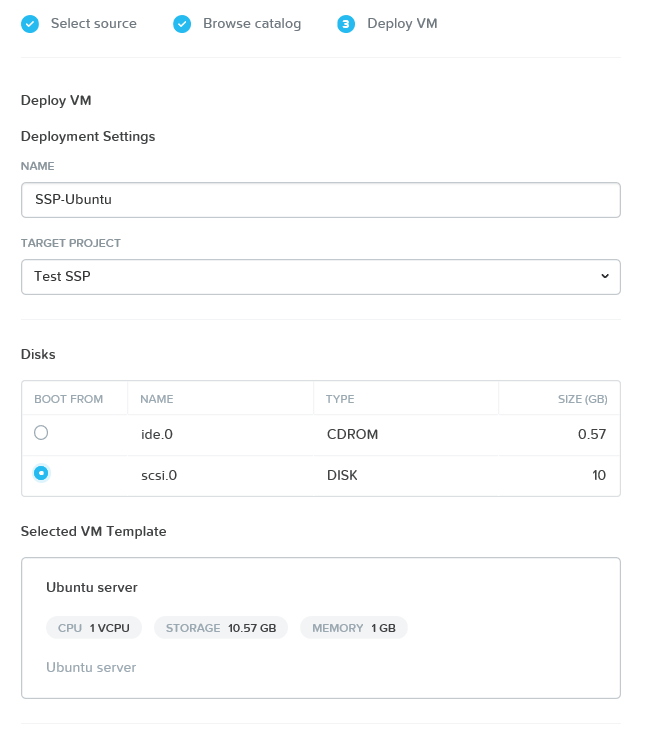 Select source Browse catalog 3 Deploy VM
Deploy VM
Deployment Settings
NAME
SSP-Ubuntu
TARGET PROJECT
Test SSP
Disks
BOOT FROM NAME TYPE SIZE (GB)
ide.0 CDROM 0.57
scsi.0 DISK 10
Selected VM Template
Ubuntu server
CPU 1 VCPU STORAGE 10.57 GB MEMORY 1 GB
Ubuntu server